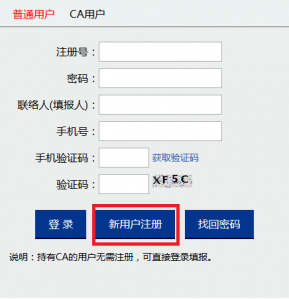 普通用户 CA用户
注册号：
密码：
联络人(填报人)：
手机号：
手机验证码： 获取验证码
验证码： XF5C
登 录 新用户注册 找回密码
说明：持有CA的用户无需注册，可直接登录填报。